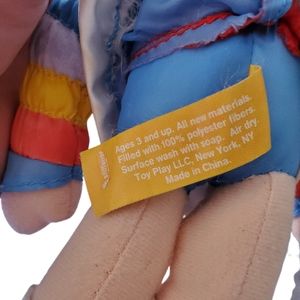 Ages 3 and up. All new materials.
Filled with 100% polyester fibers.
Surface wash with soap. Air dry.
Toy Play LLC, New York, NY
Made in China.